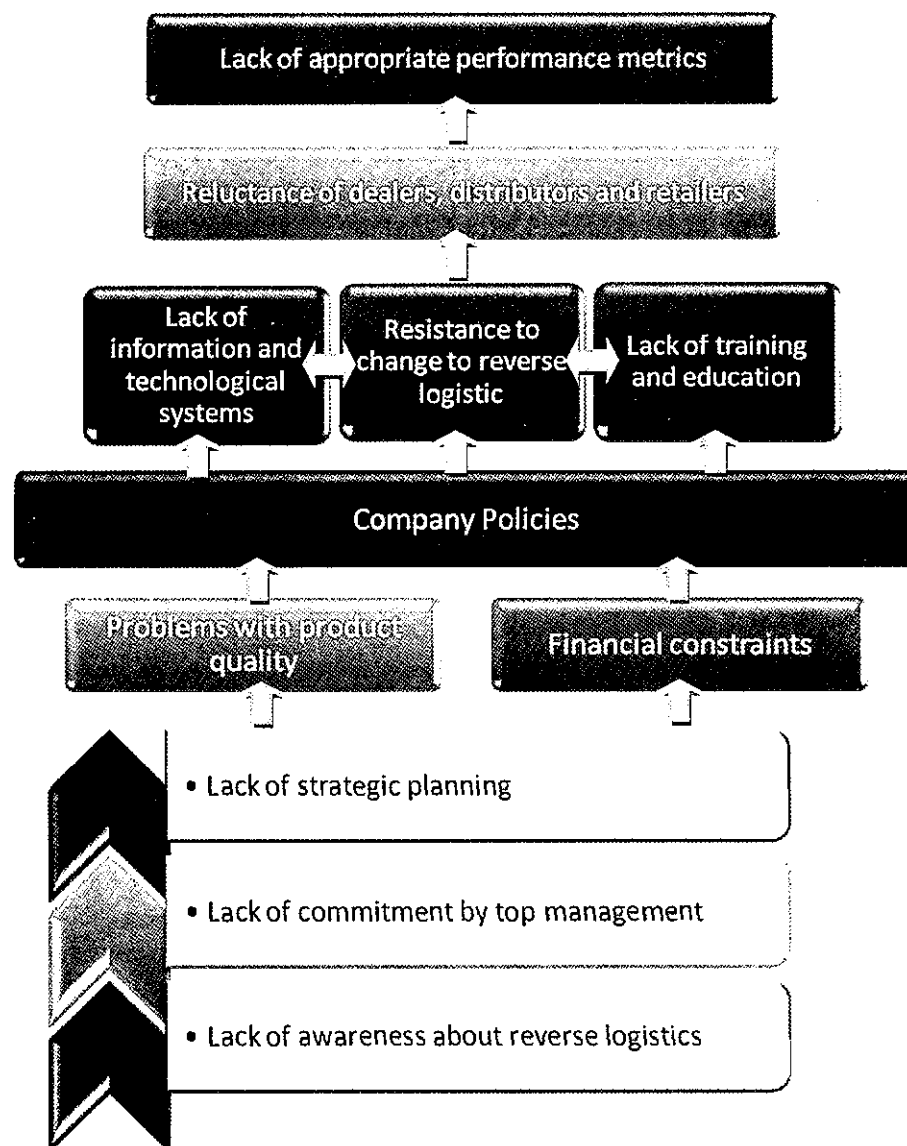 Lack of appropriate performance metrics
Reluctance of dealers, distributors and retailers
Lack of
information and
technological
systems
Resistance to
change to reverse
logistic
Lack of training
and education
Company Policies
Problems with product
quality
Financial constraints
• Lack of strategic planning
• Lack of commitment by top management
• Lack of awareness about reverse logistics